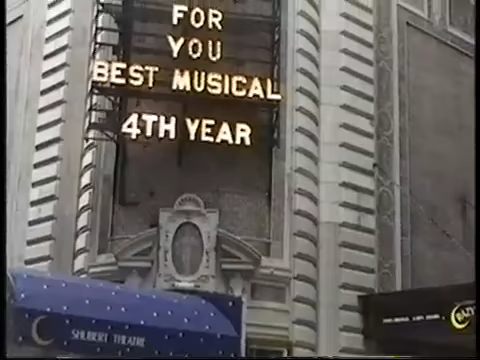 FOR
YOU
BEST MUSICAL
4TH YEAR
SHUBERT THEATRE